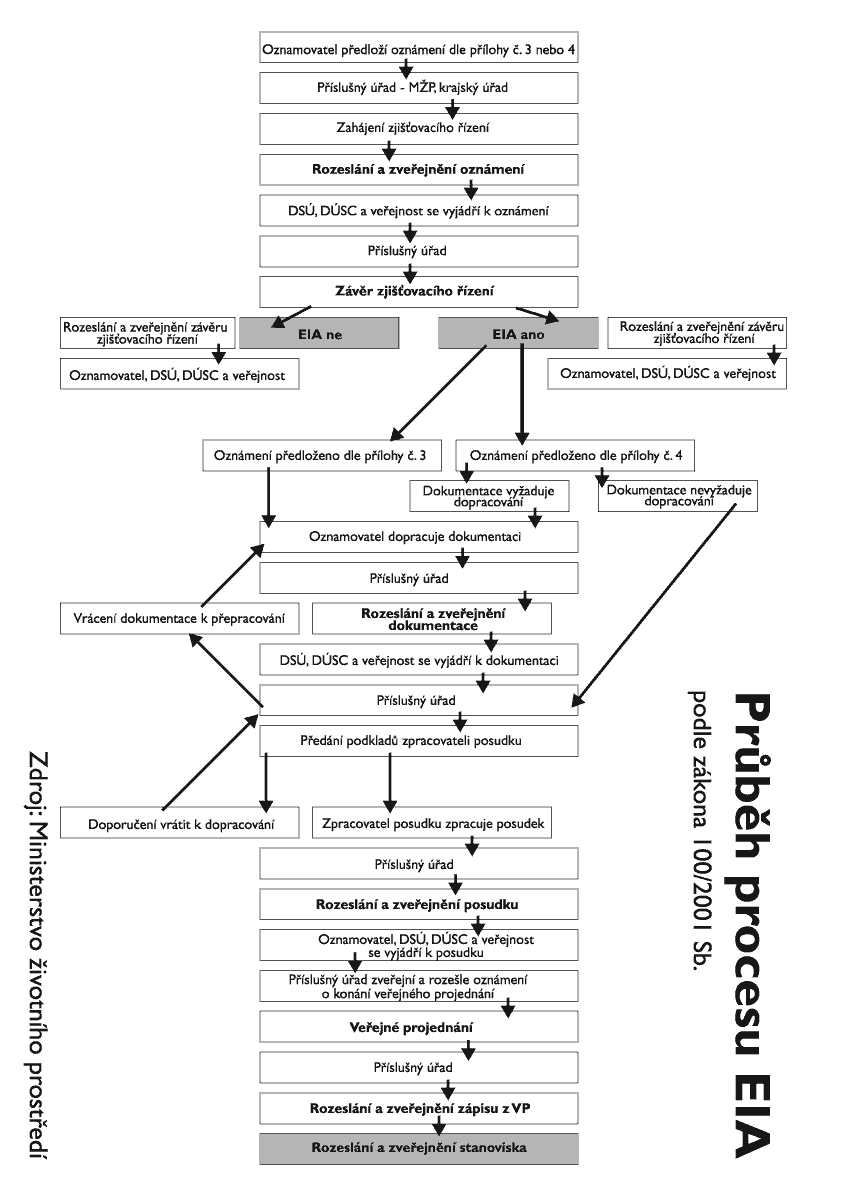 Oznamovatel předloží oznámení dle přílohy č. 3 nebo 4
Příslušný úřad - MŽP, krajský úřad
Zahájení zjišťovacího řízení
Rozeslání a zveřejnění oznámení
DSÚ, DÚSC a veřejnost se vyjádří k oznámení
Příslušný úřad
Závěr zjišťovacího řízení
Rozeslání a zveřejnění závěru
zjišťovacího řízení
EIA ne
EIA ano
Rozeslání a zveřejnění závěru
zjišťovacího řízení
Oznamovatel, DSÚ, DÚSC a veřejnost
Oznamovatel, DSÚ, DÚSC a veřejnost
Oznámení předloženo dle přílohy č. 3
Oznámení předloženo dle přílohy č. 4
Dokumentace vyžaduje
dopracování
Dokumentace nevyžaduje
dopracování
Oznamovatel dopracuje dokumentaci
Příslušný úřad
Vrácení dokumentace k přepracování
Rozeslání a zveřejnění
dokumentace
DSÚ, DÚSC a veřejnost se vyjádří k dokumentaci
Příslušný úřad
Předání podkladů zpracovateli posudku
Doporučení vrátit k dopracování
Zpracovatel posudku zpracuje posudek
Příslušný úřad
Rozeslání a zveřejnění posudku
Oznamovatel, DSÚ, DÚSC a veřejnost
se vyjádří k posudku
Příslušný úřad zveřejní a rozešle oznámení
o konání veřejného projednání
Veřejné projednání
Příslušný úřad
Rozeslání a zveřejnění zápisu z VP
Rozeslání a zveřejnění stanoviska
Průběh procesu EIA
podle zákona 100/2001 Sb.
Zdroj: Ministerstvo životního prostředí